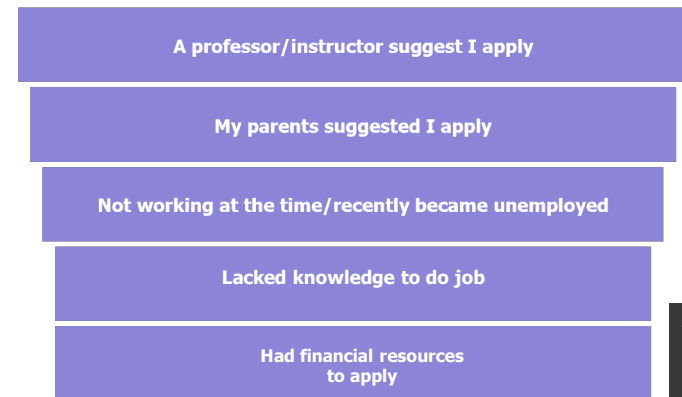 A professor/instructor suggest I apply
My parents suggested I apply
Not working at the time/recently became unemployed
Lacked knowledge to do job
Had financial resources
to apply